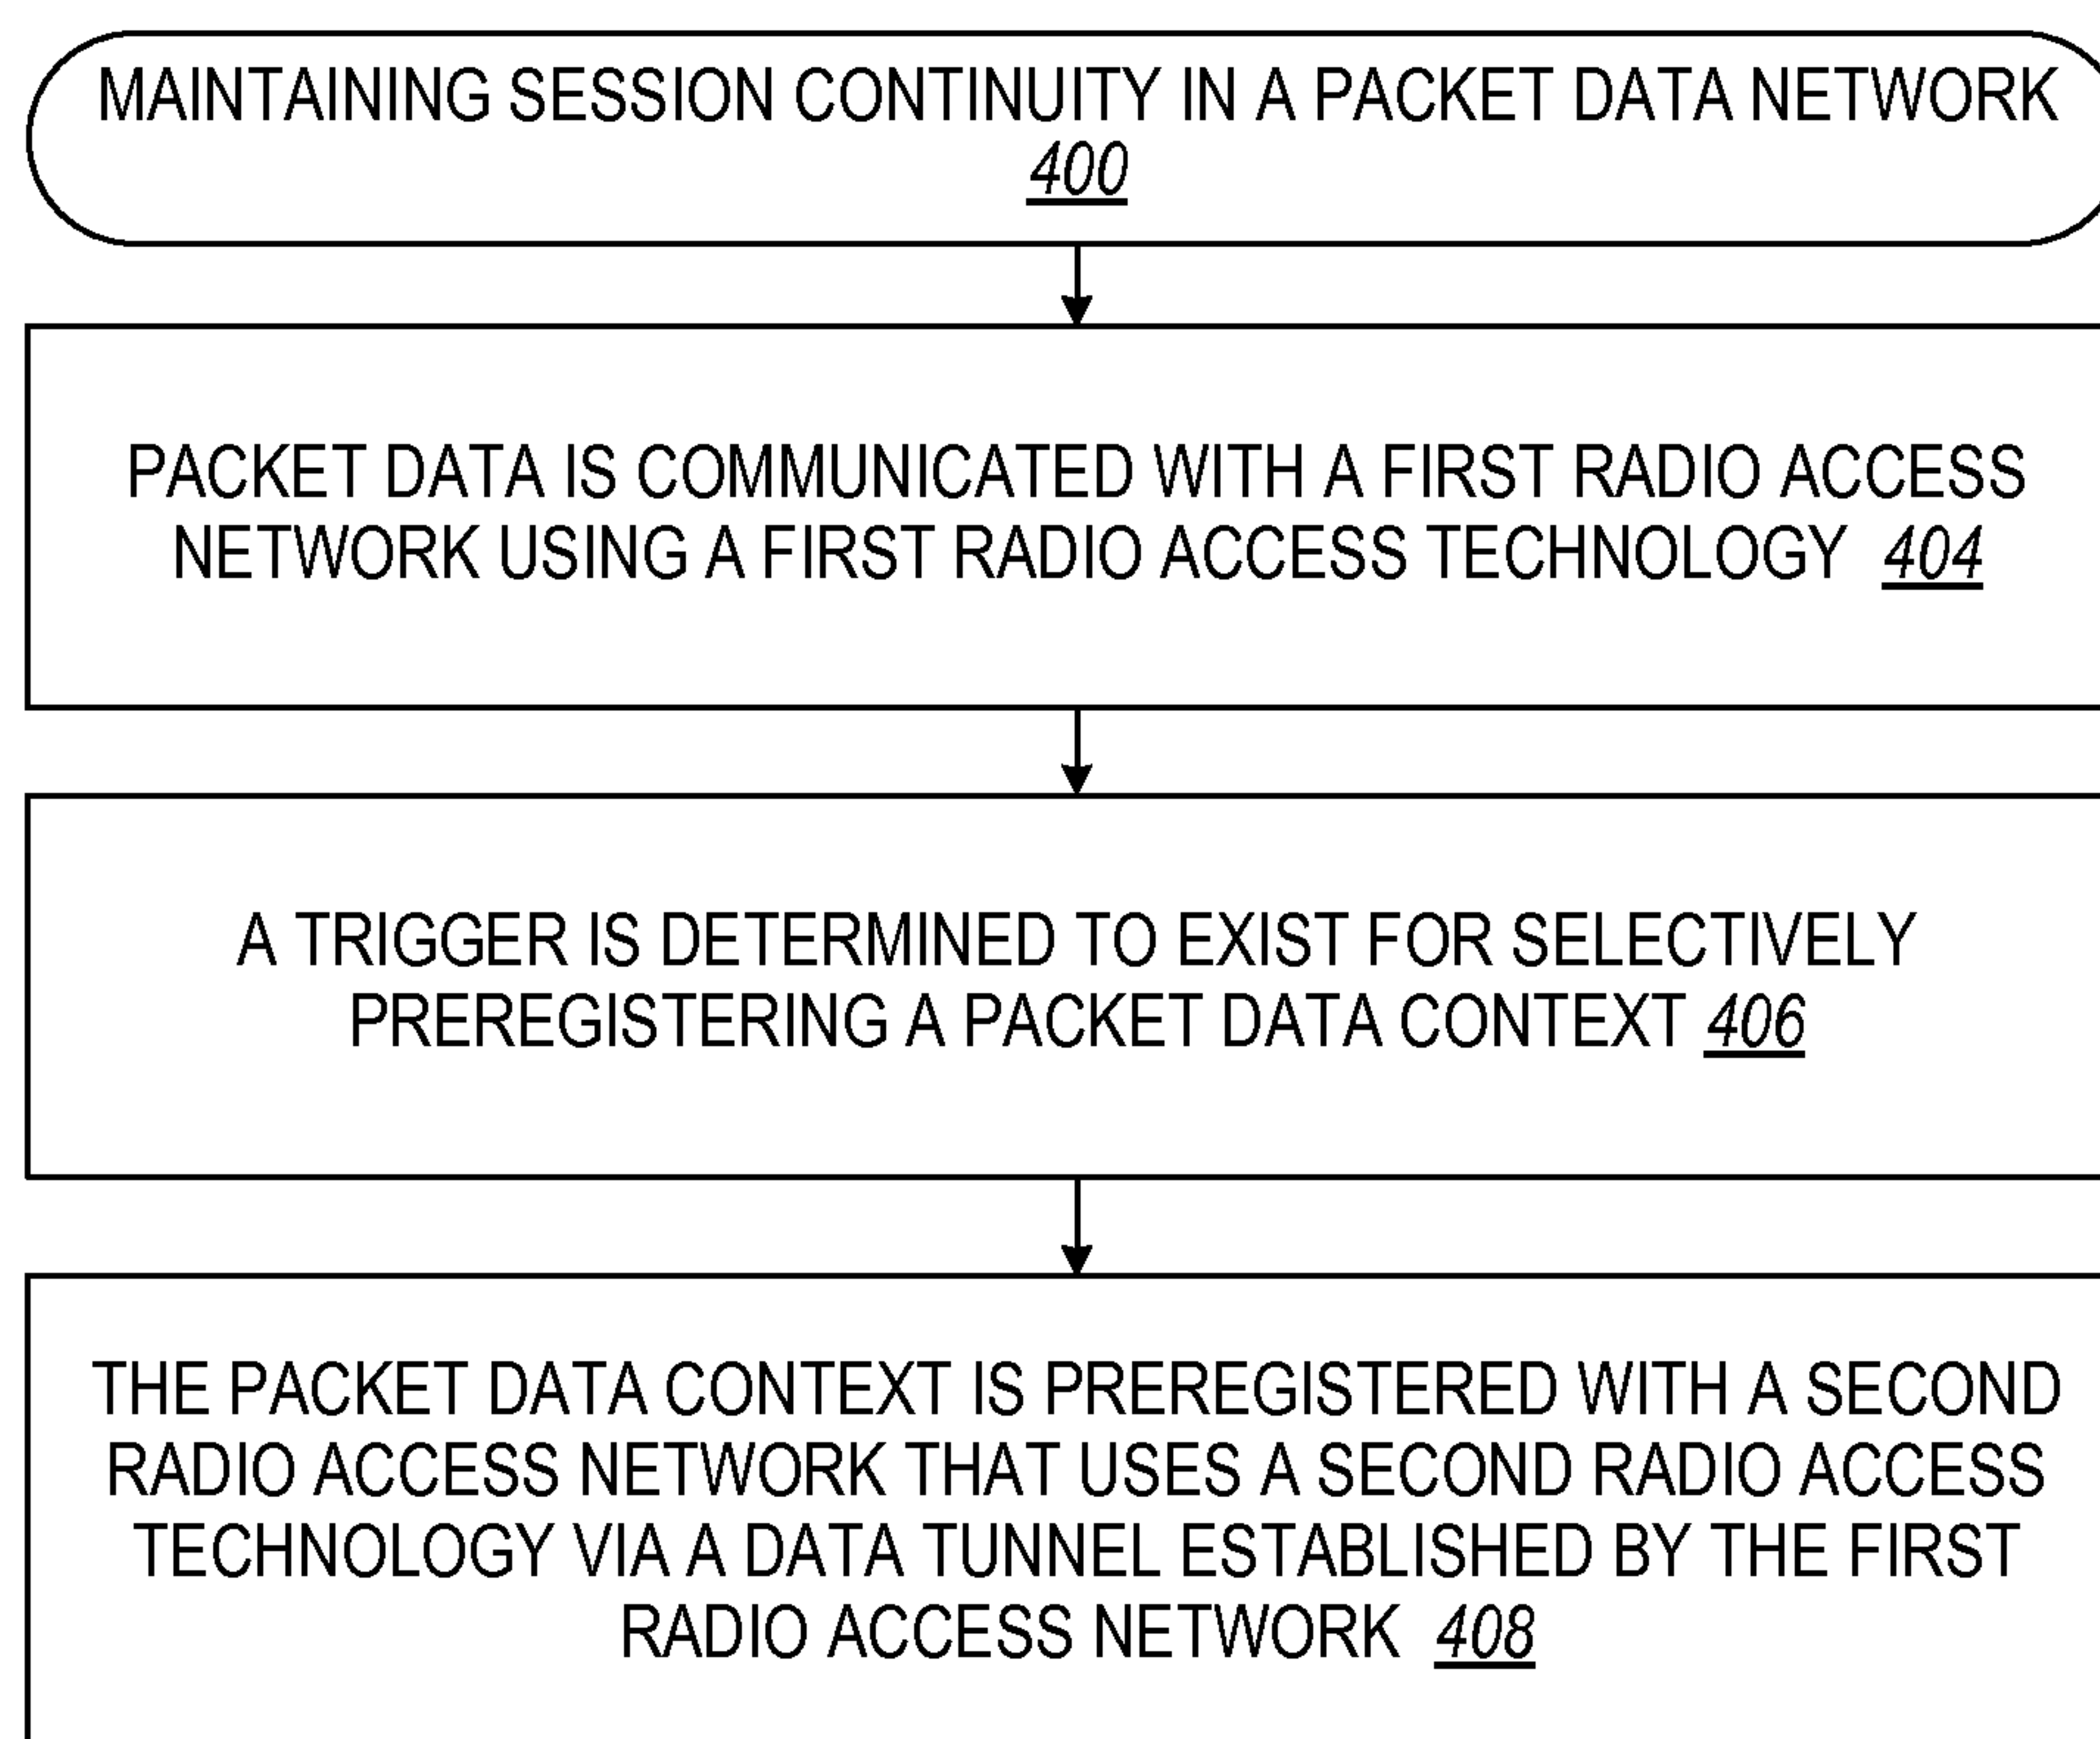 MAINTAINING SESSION CONTINUITY IN A PACKET DATA NETWORK
400
PACKET DATA IS COMMUNICATED WITH A FIRST RADIO ACCESS
NETWORK USING A FIRST RADIO ACCESS TECHNOLOGY 404
A TRIGGER IS DETERMINED TO EXIST FOR SELECTIVELY
PREREGISTERING A PACKET DATA CONTEXT 406
THE PACKET DATA CONTEXT IS PREREGISTERED WITH A SECOND
RADIO ACCESS NETWORK THAT USES A SECOND RADIO ACCESS
TECHNOLOGY VIA A DATA TUNNEL ESTABLISHED BY THE FIRST
RADIO ACCESS NETWORK 408